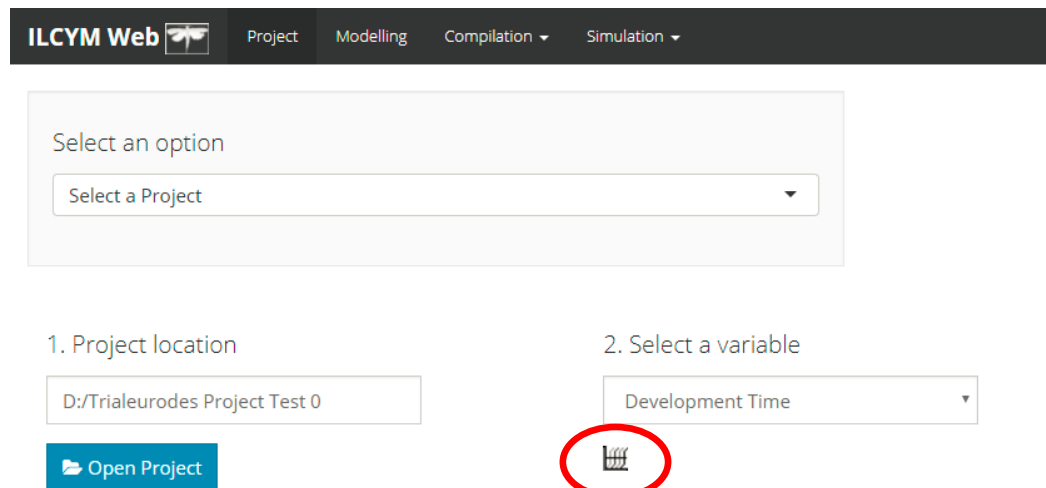 ILCYM Web Project Modelling Compilation Simulation
Select an option
Select a Project
1. Project location
D:/Trialeurodes Project Test 0
Open Project
2. Select a variable
Development Time